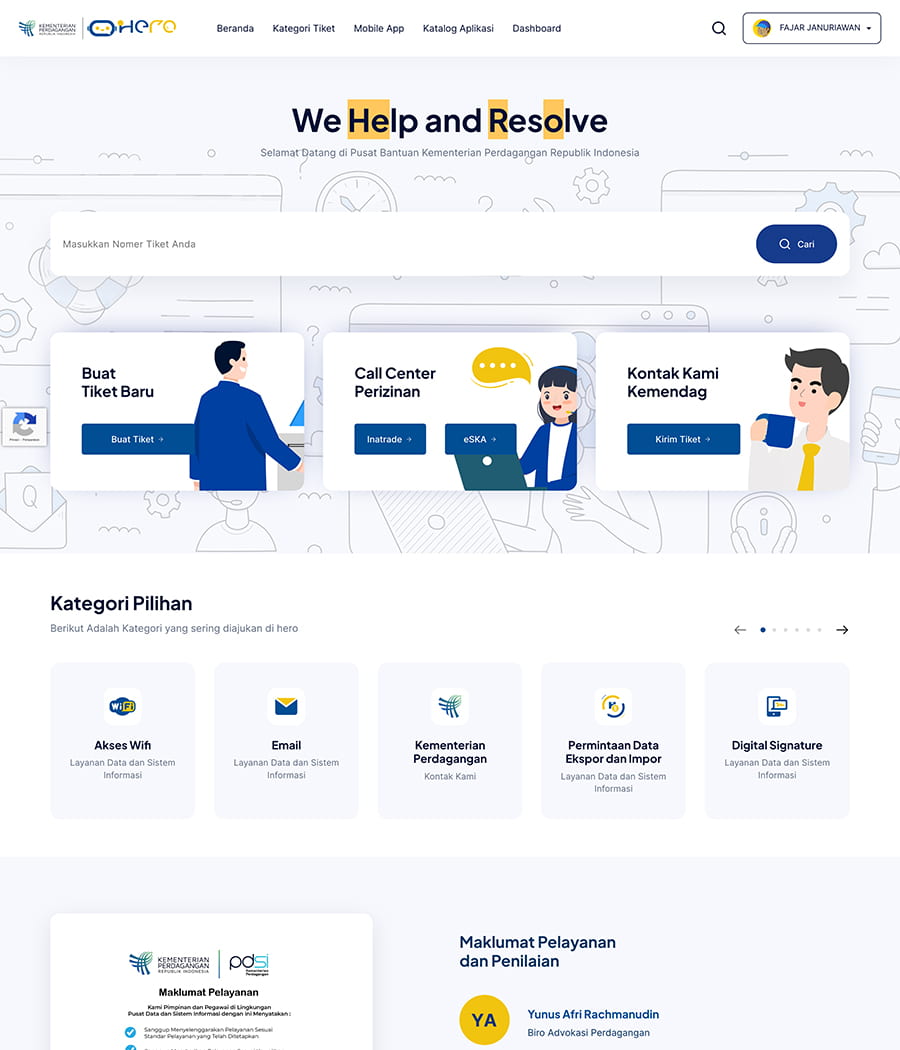 KEMENTERIAN
PERDAGANGAN
REPUBLIK INDONESIA
Hero
Beranda
Kategori Tiket
Mobile App
Katalog Aplikasi
Dashboard
FAJAR JANURIAWAN
We Help and Resolve
Selamat Datang di Pusat Bantuan Kementerian Perdagangan Republik Indonesia
Masukkan Nomer Tiket Anda
Cari
Buat
Tiket Baru
Buat Tiket →
Call Center
Perizinan
Inatrade →
eSKA →
Kontak Kami
Kemendag
Kirim Tiket →
Q
Kategori Pilihan
Berikut Adalah Kategori yang sering diajukan di hero
WiFi
Akses Wifi
Layanan Data dan Sistem
Informasi
Email
Layanan Data dan Sistem
Informasi
Kementerian
Perdagangan
Kontak Kami
Permintaan Data
Ekspor dan Impor
Layanan Data dan Sistem
Informasi
Digital Signature
Layanan Data dan Sistem
Informasi
KEMENTERIAN
PERDAGANGAN
REPUBLIK INDONESIA
pdsi
Kementerian
Perdagangan
Maklumat Pelayanan
Kami Pimpinan dan Pegawai di Lingkungan
Pusat Data dan Sistem Informasi dengan ini Menyatakan :
Sanggup Menyelenggarakan Pelayanan Sesuai
Standar Pelayanan yang Telah Ditetapkan
Maklumat Pelayanan
dan Penilaian
YA
Yunus Afri Rachmanudin
Biro Advokasi Perdagangan